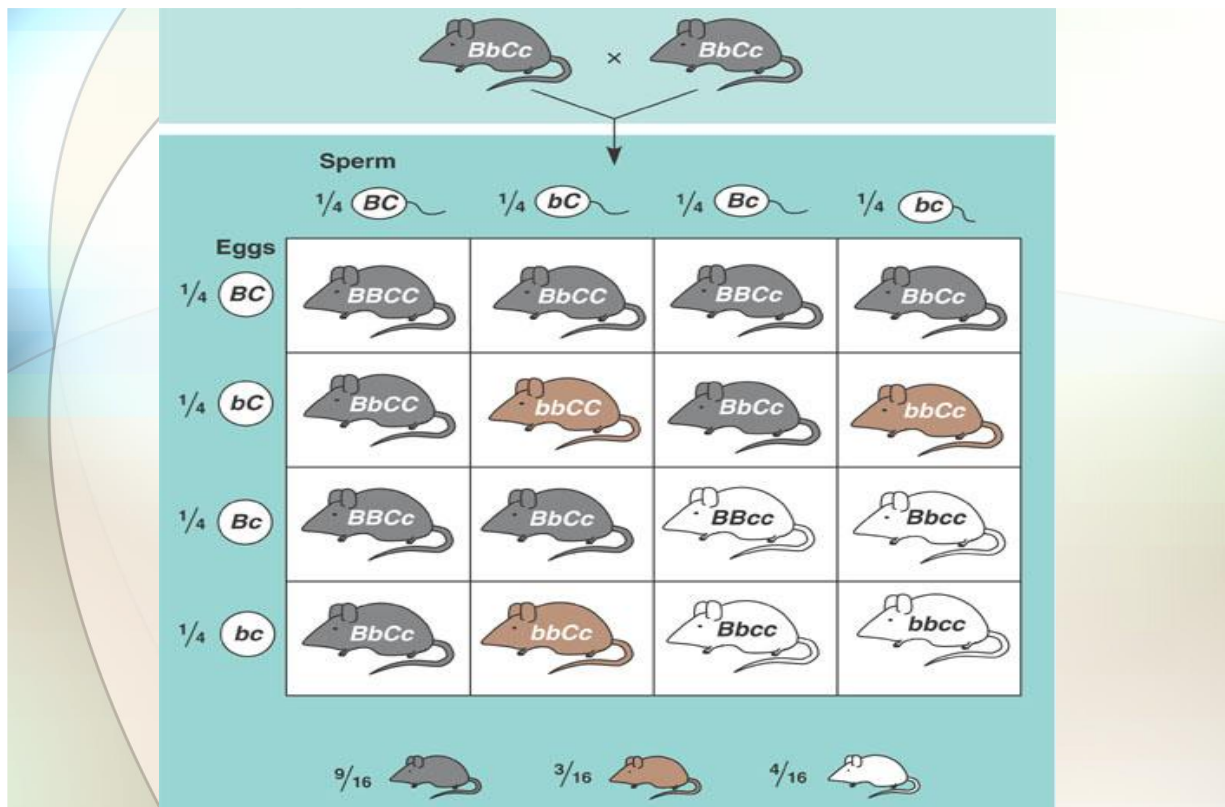 BbCc × BbCc
Sperm
1/4 BC 1/4 bC 1/4 Bc 1/4 bc
Eggs
1/4 BC BBCC BbCC BBCc BbCc
1/4 bC BbCC bbCC BbCc bbCc
1/4 Bc BBCc BbCc BBcc Bbcc
1/4 bc BbCc bbCc Bbcc bbcc
9/16 3/16 4/16